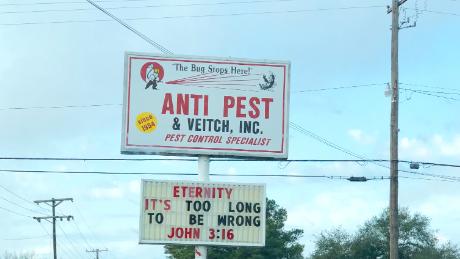 "The Bug Stops Here!"
SINCE
1954
ANTI PEST
& VEITCH, INC.
PEST CONTROL SPECIALIST
ETERNITY
IT'S TOO LONG
TO BE WRONG
JOHN 3:16